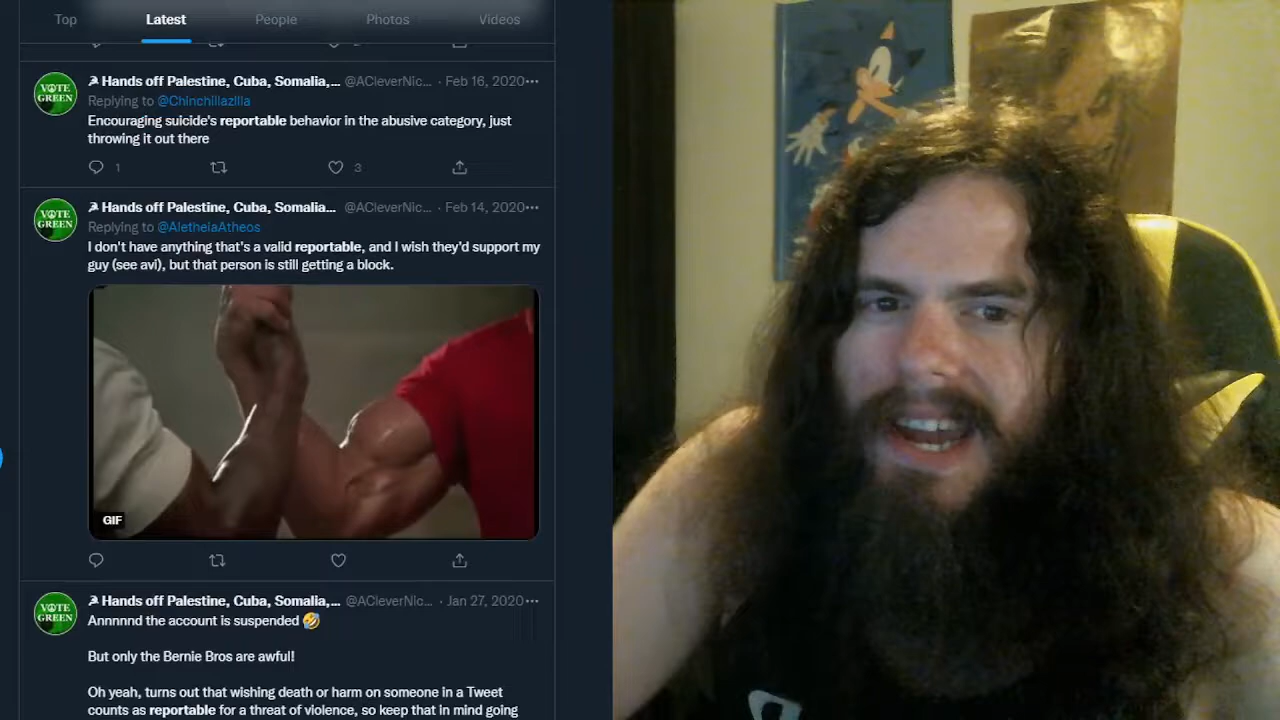 Top Latest People Photos Videos
VOTE
GREEN
Hands off Palestine, Cuba, Somalia,... @ACleverNic... · Feb 16, 2020
Replying to @Chinchillazilla
Encouraging suicide's reportable behavior in the abusive category, just
throwing it out there
1 3
VOTE
GREEN
Hands off Palestine, Cuba, Somalia... @ACleverNic... · Feb 14, 2020
Replying to @AletheiaAtheos
I don't have anything that's a valid reportable, and I wish they'd support my
guy (see avi), but that person is still getting a block.
GIF
VOTE
GREEN
Hands off Palestine, Cuba, Somalia,... @ACleverNic... · Jan 27, 2020
Annnnnd the account is suspended 🤣
But only the Bernie Bros are awful!
Oh yeah, turns out that wishing death or harm on someone in a Tweet
counts as reportable for a threat of violence, so keep that in mind going